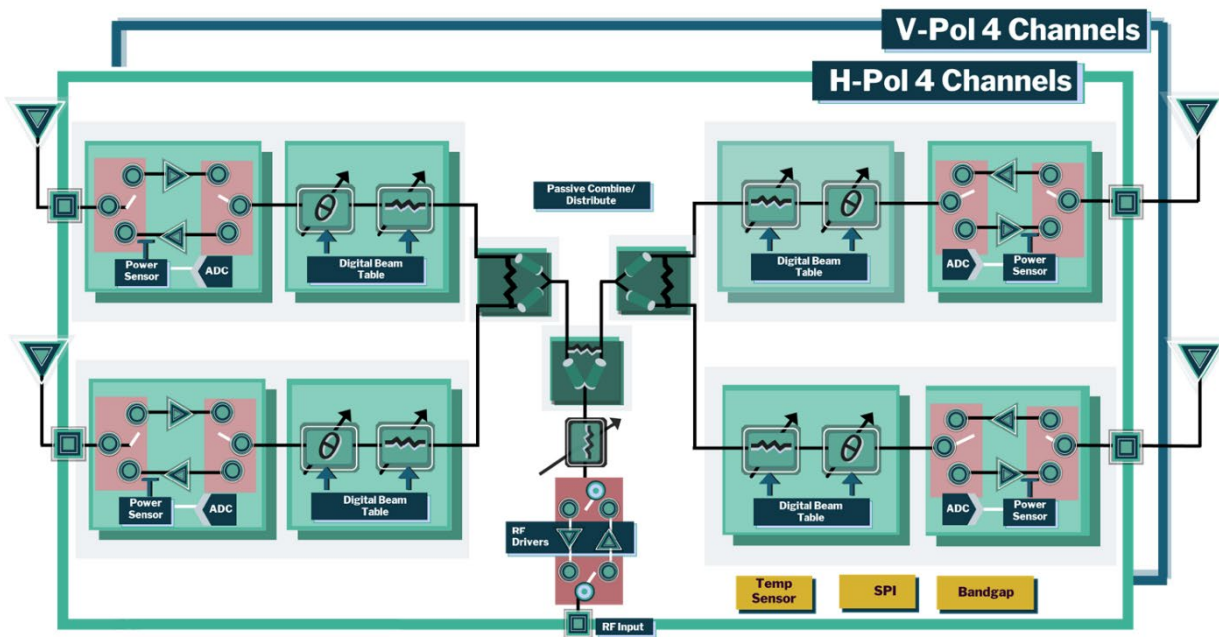 V-Pol 4 Channels
H-Pol 4 Channels
Passive Combine/
Distribute
Power
Sensor
ADC
Digital Beam
Table
Digital Beam
Table
ADC
Power
Sensor
Power
Sensor
ADC
Digital Beam
Table
Digital Beam
Table
ADC
Power
Sensor
RF
Drivers
Temp
Sensor
SPI
Bandgap
RF Input